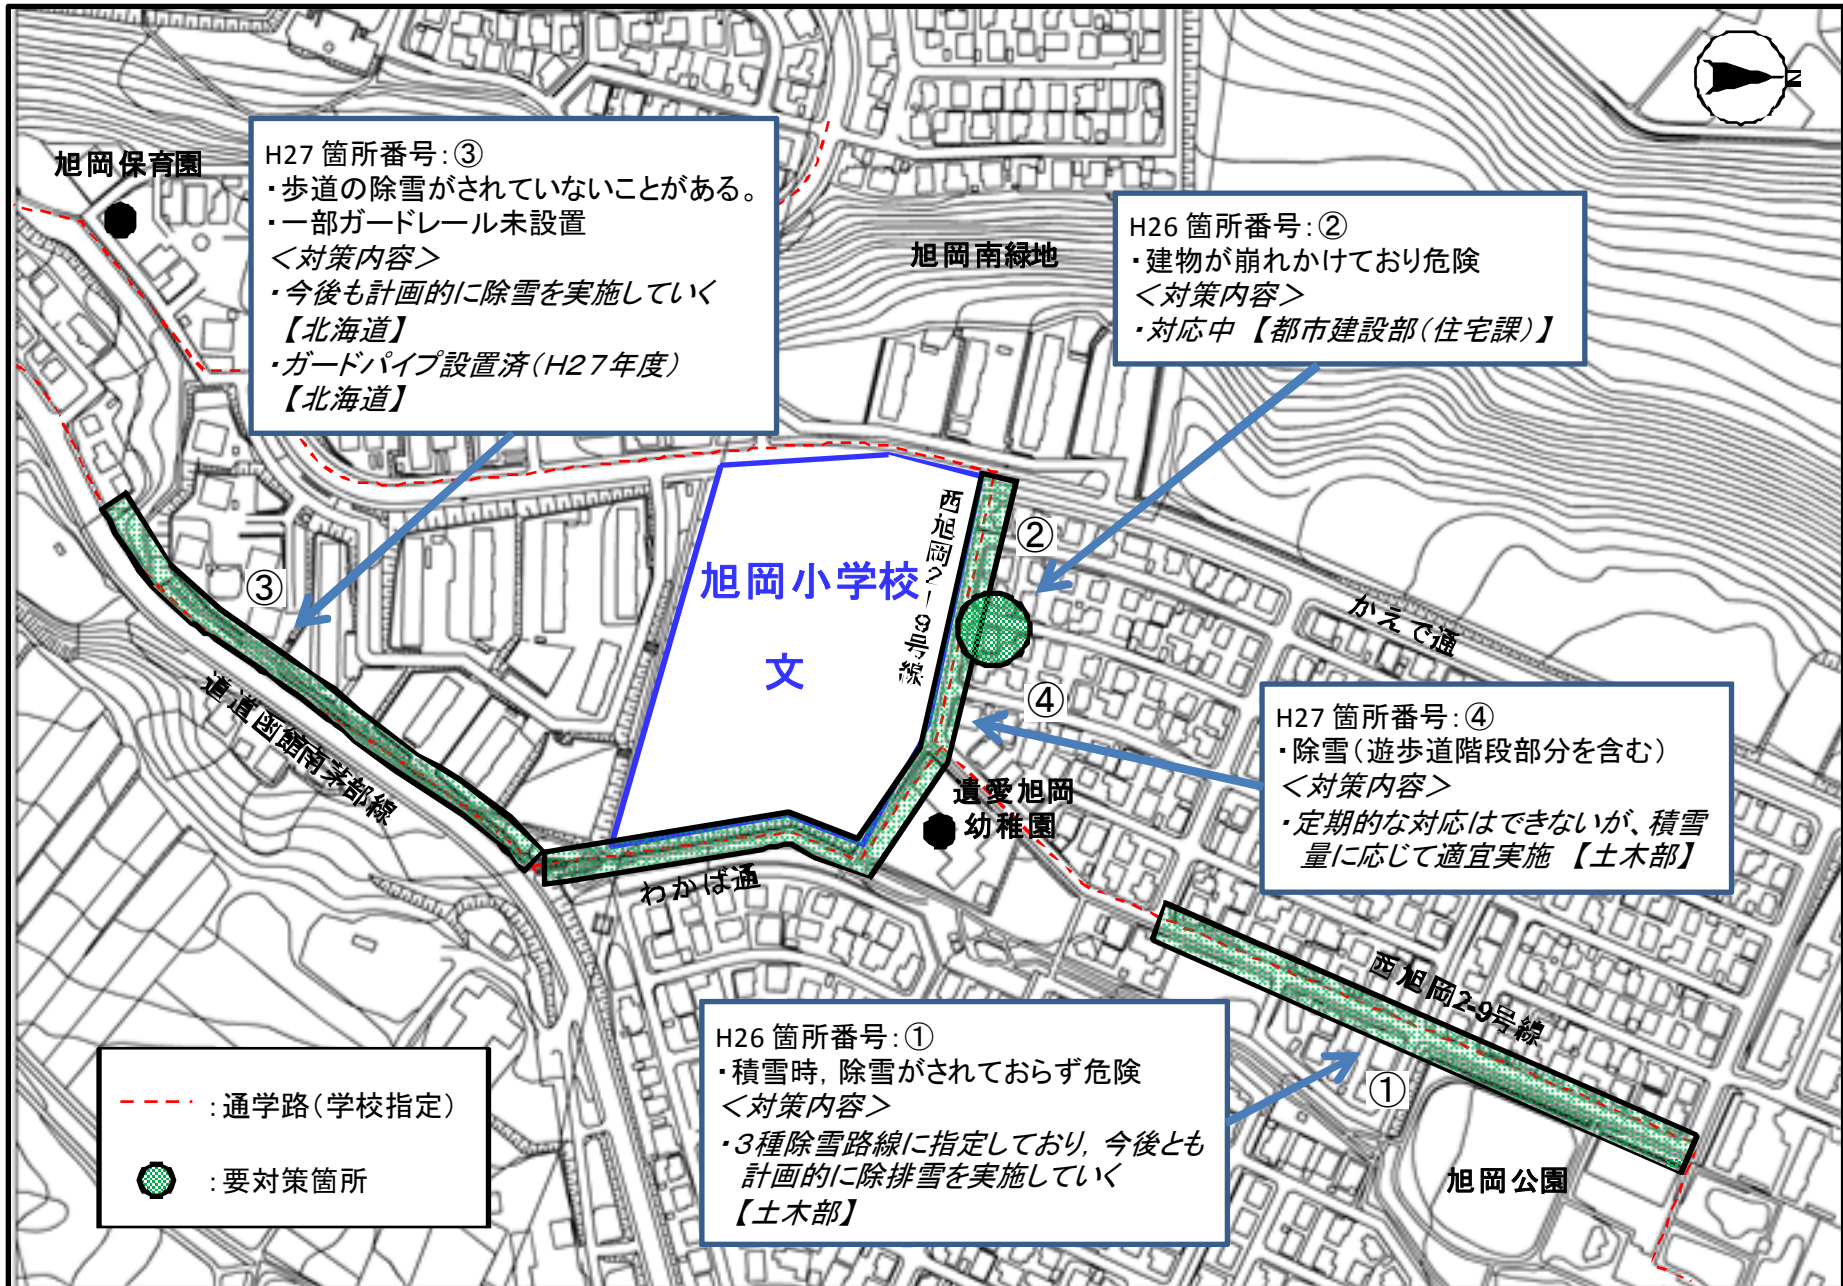 N
旭岡保育園
H27 箇所番号：③
・歩道の除雪がされていないことがある。
・一部ガードレール未設置
＜対策内容＞
・今後も計画的に除雪を実施していく
【北海道】
・ガードパイプ設置済（H27年度）
【北海道】
旭岡南緑地
H26 箇所番号：②
・建物が崩れかけており危険
＜対策内容＞
・対応中 【都市建設部（住宅課）】
西旭岡2-9号線
②
旭岡小学校
文
③
かえで通
④
道道函館南茅部線
H27 箇所番号：④
・除雪（遊歩道階段部分を含む）
＜対策内容＞
・定期的な対応はできないが、積雪
量に応じて適宜実施 【土木部】
遺愛旭岡
幼稚園
わかば通
西旭岡2-9号線
H26 箇所番号：①
・積雪時，除雪がされておらず危険
＜対策内容＞
・３種除雪路線に指定しており，今後とも
計画的に除排雪を実施していく
【土木部】
①
旭岡公園
：通学路（学校指定）
：要対策箇所